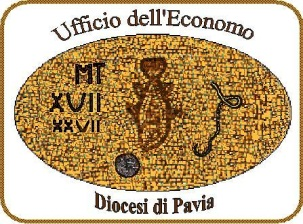 Ufficio dell'Economo
MT
XVII
XXVII
Diocesi di Pavia